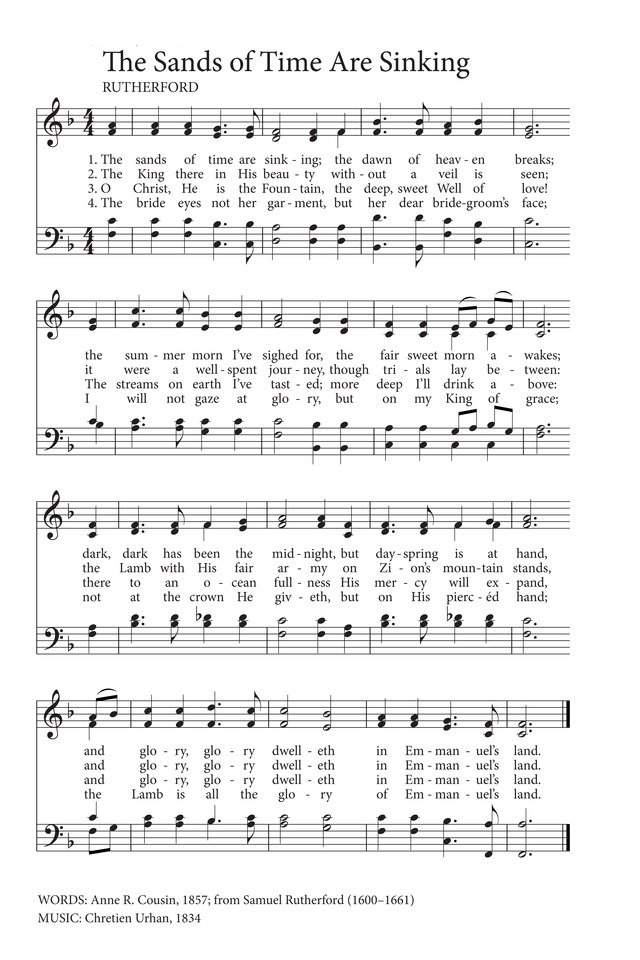 The Sands of Time Are Sinking
RUTHERFORD
4 4
1. The sands of time are sink - ing; the dawn of heav - en breaks;
2. The King there in His beau - ty with - out a veil is seen;
3. O Christ, He is the Foun - tain, the deep, sweet Well of love!
4. The bride eyes not her gar - ment, but her dear bride - groom's face;
4 4
the sum - mer morn I've sighed for, the fair sweet morn a - wakes;
it were a well - spent jour - ney, though tri - als lay be - tween:
The streams on earth I've tast - ed; more deep I'll drink a - bove:
I will not gaze at glo - ry, but on my King of grace;
dark, dark has been the mid - night, but day - spring is at hand,
the Lamb with His fair ar - my on Zi - on's moun - tain stands,
there to an o - cean full - ness His mer - cy will ex - pand,
not at the crown He giv - eth, but on His pierc - éd hand;
and glo - ry, glo - ry dwell - eth in Em - man - uel's land.
and glo - ry, glo - ry dwell - eth in Em - man - uel's land.
and glo - ry, glo - ry dwell - eth in Em - man - uel's land.
the Lamb is all the glo - ry of Em - man - uel's land.
WORDS: Anne R. Cousin, 1857; from Samuel Rutherford (1600–1661)
MUSIC: Chretien Urhan, 1834